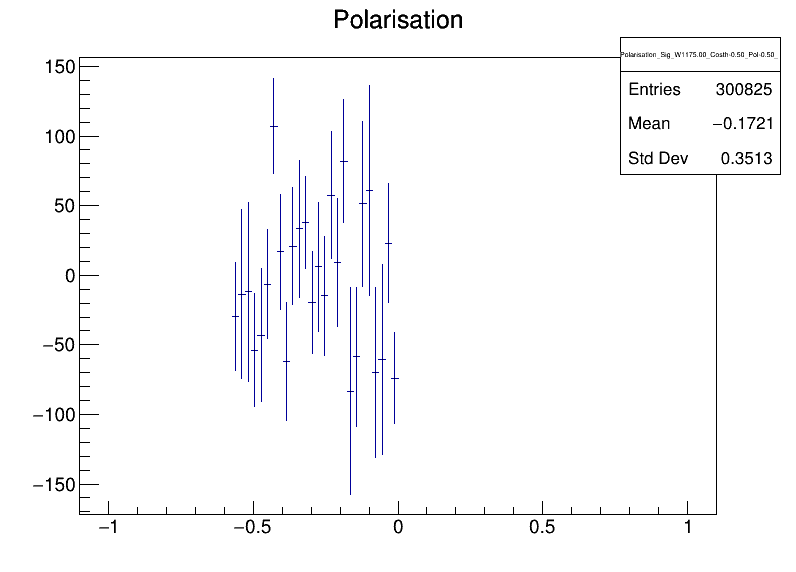 Polarisation
Polarisation_Sig_W1175.00_Costh-0.50_Pol-0.50_
Entries 300825
Mean −0.1721
Std Dev 0.3513
150
100
50
0
−50
−100
−150
−1 −0.5 0 0.5 1